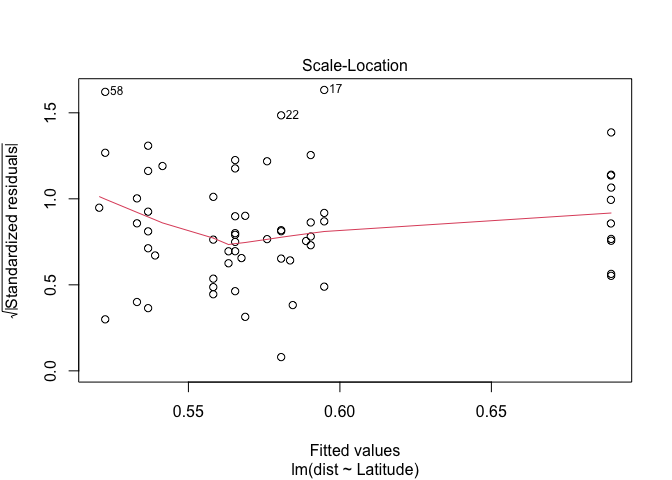 Scale-Location
√|Standardized residuals|
1.5
1.0
0.5
0.0
58
17
22
0.55 0.60 0.65
Fitted values
lm(dist ~ Latitude)